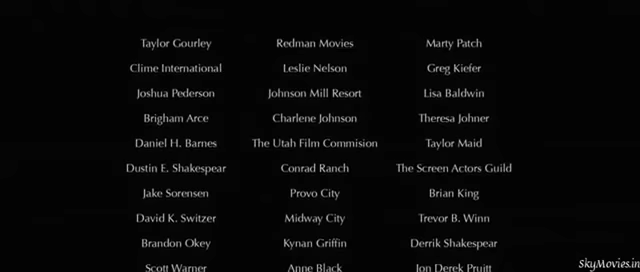 Taylor Gourley Redman Movies Marty Patch
Clime International Leslie Nelson Greg Kiefer
Joshua Pederson Johnson Mill Resort Lisa Baldwin
Brigham Arce Charlene Johnson Theresa Johner
Daniel H. Barnes The Utah Film Commision Taylor Maid
Dustin E. Shakespear Conrad Ranch The Screen Actors Guild
Jake Sorensen Provo City Brian King
David K. Switzer Midway City Trevor B. Winn
Brandon Okey Kynan Griffin Derrik Shakespear
Scott Warner Anne Black Jon Derek Pruitt
SkyMovies.in